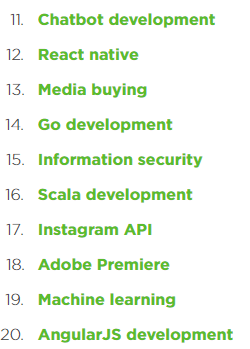 11. Chatbot development
12. React native
13. Media buying
14. Go development
15. Information security
16. Scala development
17. Instagram API
18. Adobe Premiere
19. Machine learning
20. AngularJS development